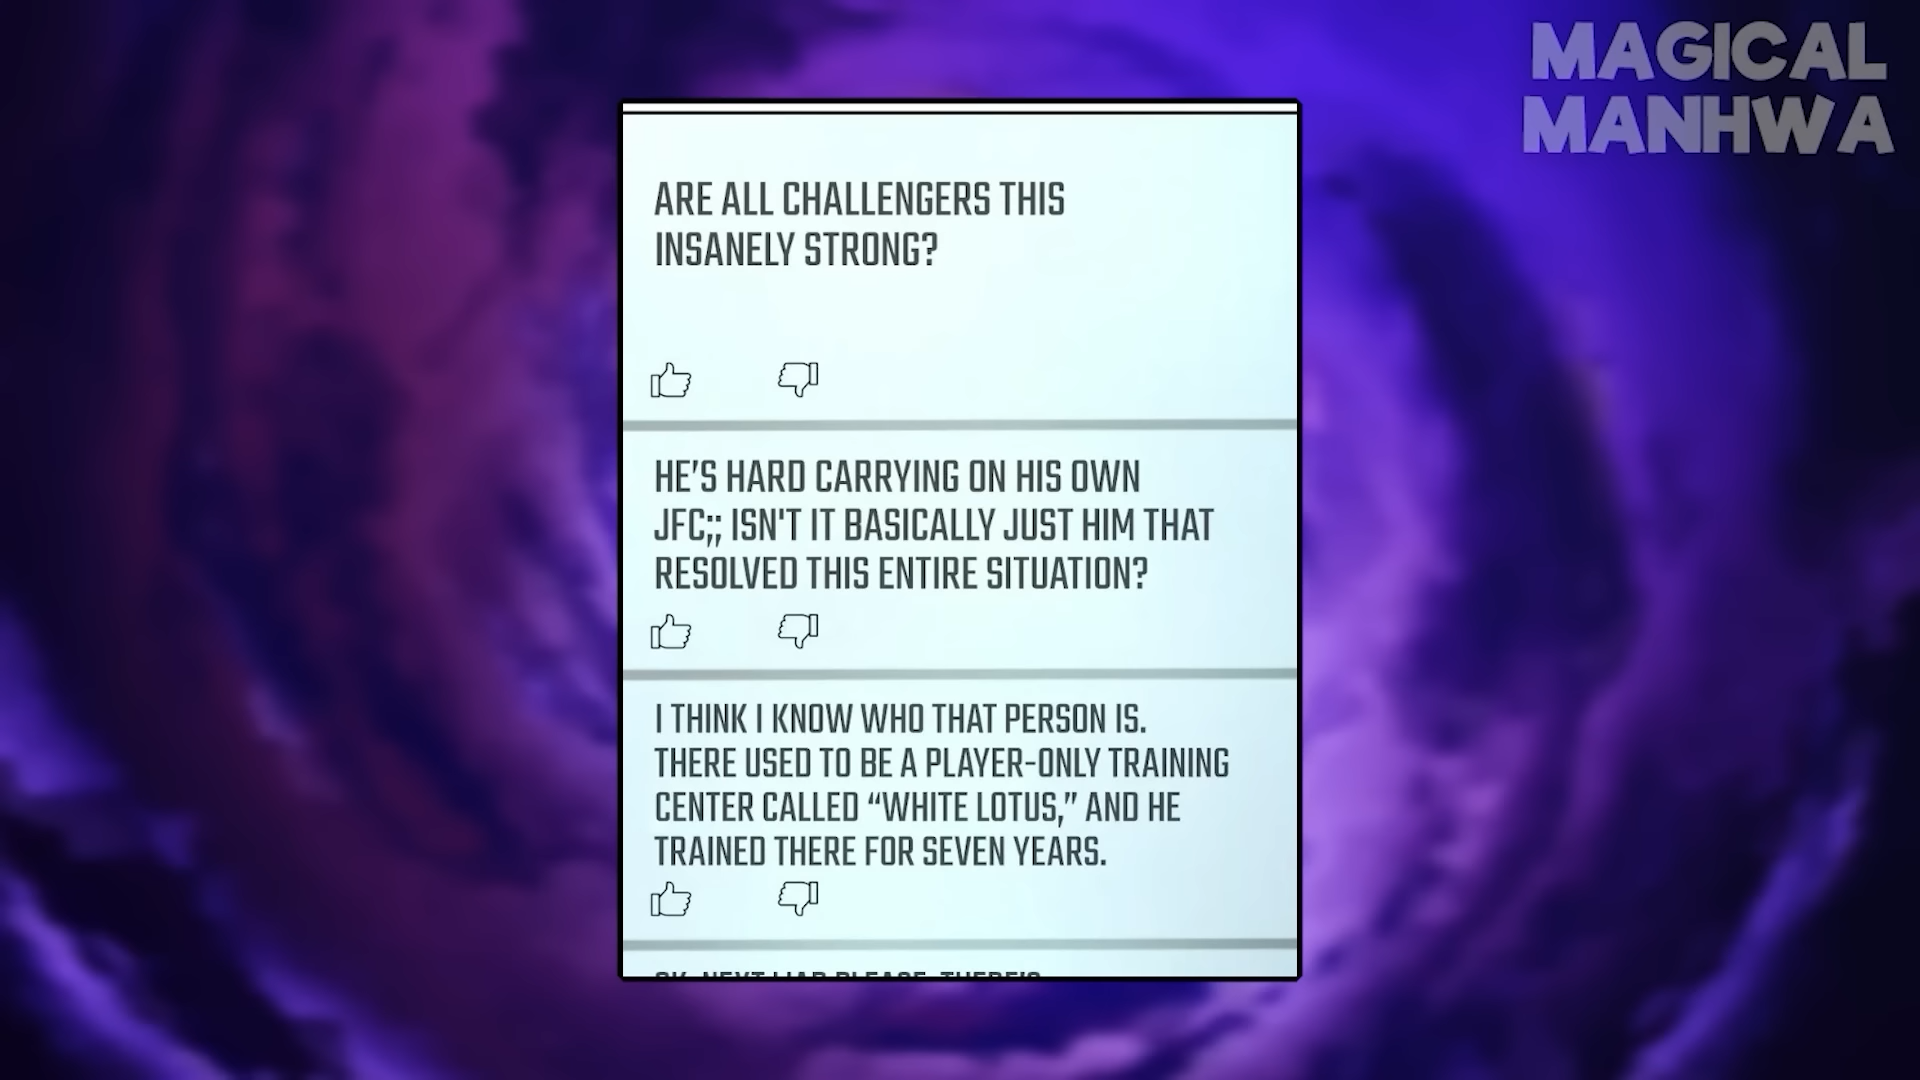 MAGICAL
MANHWA
ARE ALL CHALLENGERS THIS
INSANELY STRONG?
HE'S HARD CARRYING ON HIS OWN
JFC;; ISN'T IT BASICALLY JUST HIM THAT
RESOLVED THIS ENTIRE SITUATION?
I THINK I KNOW WHO THAT PERSON IS.
THERE USED TO BE A PLAYER-ONLY TRAINING
CENTER CALLED “WHITE LOTUS,” AND HE
TRAINED THERE FOR SEVEN YEARS.